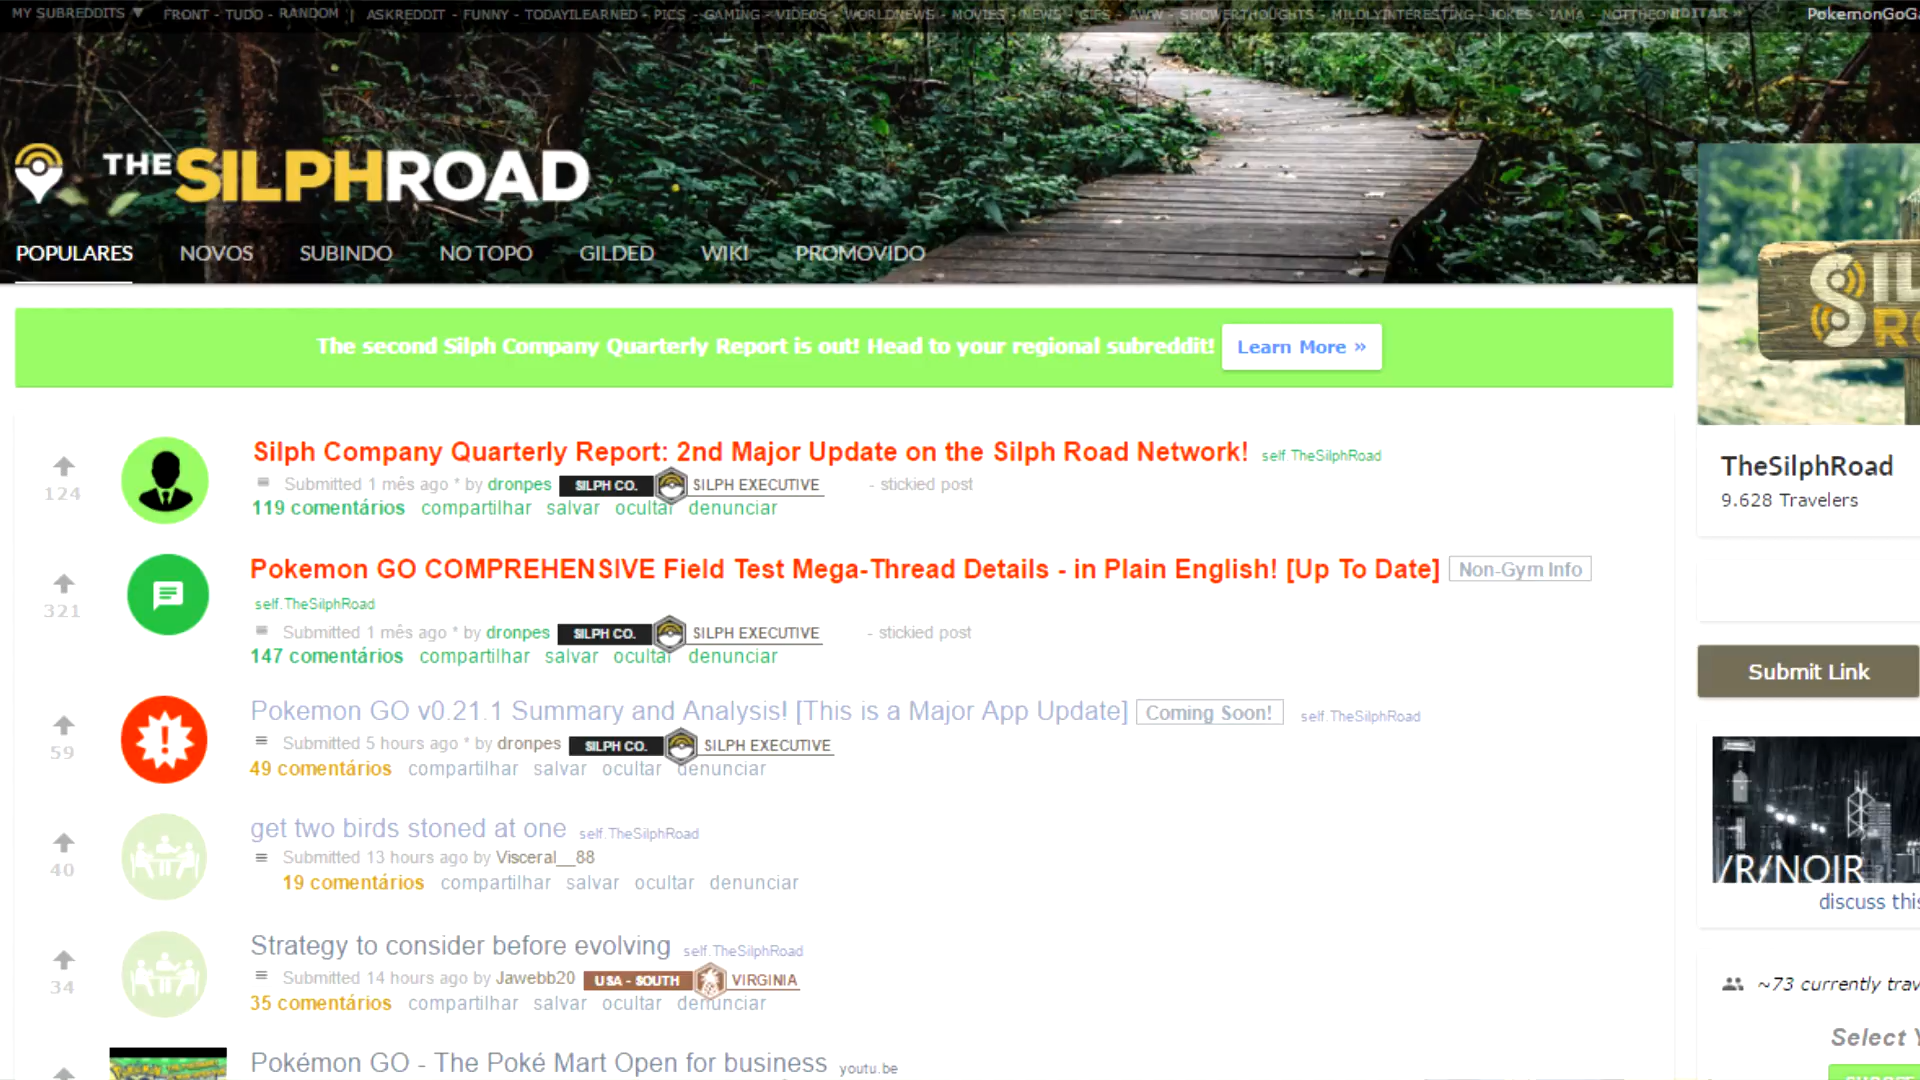 MY SUBREDDITS ▼ FRONT - TUDO - RANDOM | ASKREDDIT - FUNNY - TODAYILEARNED - PICS - GAMING - VIDEOS - WORLDNEWS - MOVIES - NEWS - GIFS - AWW - SHOWERTHOUGHTS - MILDLYINTERESTING - JOKES - IAMA - EDITAR »
THE SILPHROAD
POPULARES NOVOS SUBINDO NO TOPO GILDED WIKI PROMOVIDO
The second Silph Company Quarterly Report is out! Head to your regional subreddit! Learn More »
124
Silph Company Quarterly Report: 2nd Major Update on the Silph Road Network! self.TheSilphRoad
Submitted 1 mês ago * by dronpes SILPH CO. SILPH EXECUTIVE - stickied post
119 comentários compartilhar salvar ocultar denunciar
321
Pokemon GO COMPREHENSIVE Field Test Mega-Thread Details - in Plain English! [Up To Date] Non-Gym Info
self.TheSilphRoad
Submitted 1 mês ago * by dronpes SILPH CO. SILPH EXECUTIVE - stickied post
147 comentários compartilhar salvar ocultar denunciar
59
Pokemon GO v0.21.1 Summary and Analysis! [This is a Major App Update] Coming Soon! self.TheSilphRoad
Submitted 5 hours ago * by dronpes SILPH CO. SILPH EXECUTIVE
49 comentários compartilhar salvar ocultar denunciar
40
get two birds stoned at one self.TheSilphRoad
Submitted 13 hours ago by Visceral__88
19 comentários compartilhar salvar ocultar denunciar
34
Strategy to consider before evolving self.TheSilphRoad
Submitted 14 hours ago by Jawebb20 USA - SOUTH VIRGINIA
35 comentários compartilhar salvar ocultar denunciar
Pokémon GO - The Poké Mart Open for business youtu.be
TheSilphRoad
9.628 Travelers
Submit Link
/R/NOIR
discuss this
~73 currently
Select